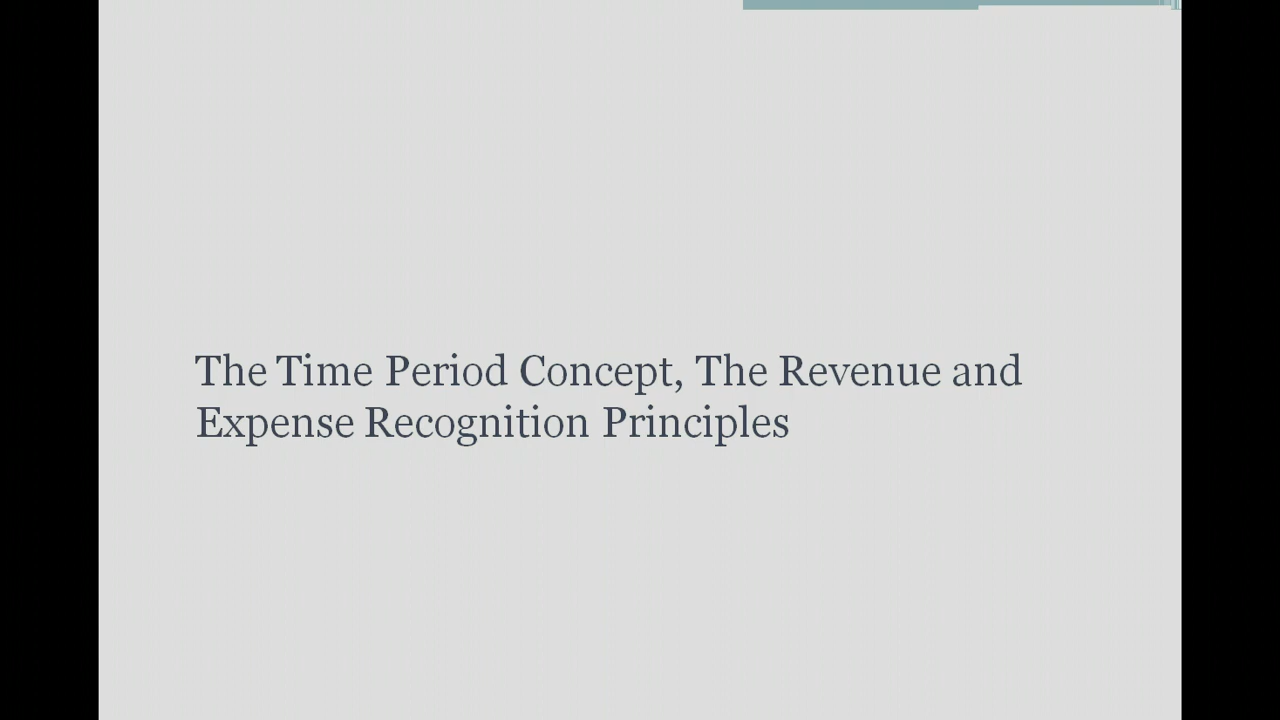 The Time Period Concept, The Revenue and
Expense Recognition Principles